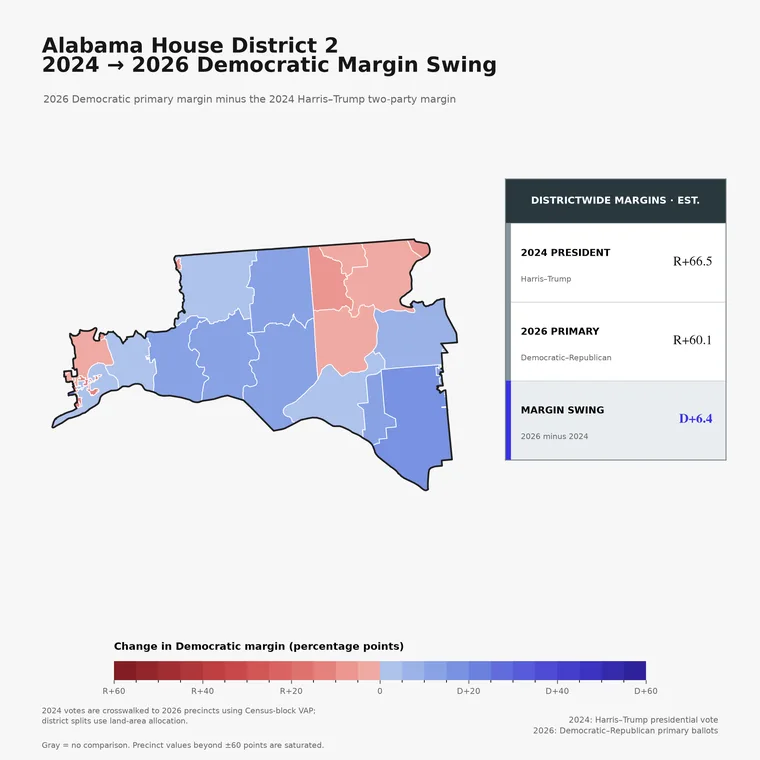 Alabama House District 2
2024 → 2026 Democratic Margin Swing
2026 Democratic primary margin minus the 2024 Harris–Trump two-party margin
DISTRICTWIDE MARGINS · EST.
2024 PRESIDENT
R+66.5
Harris–Trump
2026 PRIMARY
R+60.1
Democratic–Republican
MARGIN SWING
D+6.4
2026 minus 2024
Change in Democratic margin (percentage points)
R+60 R+40 R+20 0 D+20 D+40 D+60
2024 votes are crosswalked to 2026 precincts using Census-block VAP;
district splits use land-area allocation.
Gray = no comparison. Precinct values beyond ±60 points are saturated.
2024: Harris–Trump presidential vote
2026: Democratic–Republican primary ballots